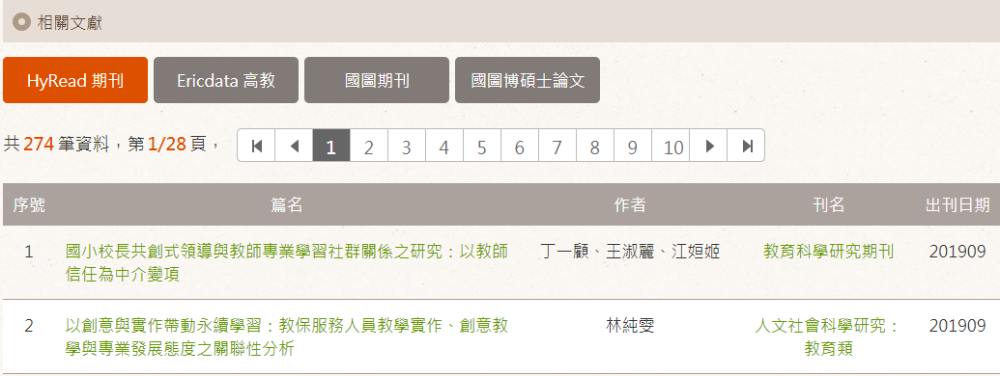 相關文獻
HyRead 期刊 Ericdata 高教 國圖期刊 國圖博碩士論文
共 274 筆資料，第 1/28 頁， 1 2 3 4 5 6 7 8 9 10
序號 篇名 作者 刊名 出刊日期
1 國小校長共創式領導與教師專業學習社群關係之研究：以教師 丁一顧、王淑麗、江姮姬 教育科學研究期刊 201909
信任為中介變項
2 以創意與實作帶動永續學習：教保服務人員教學實作、創意教 林純雯 人文社會科學研究： 201909
學與專業發展態度之關聯性分析 教育類